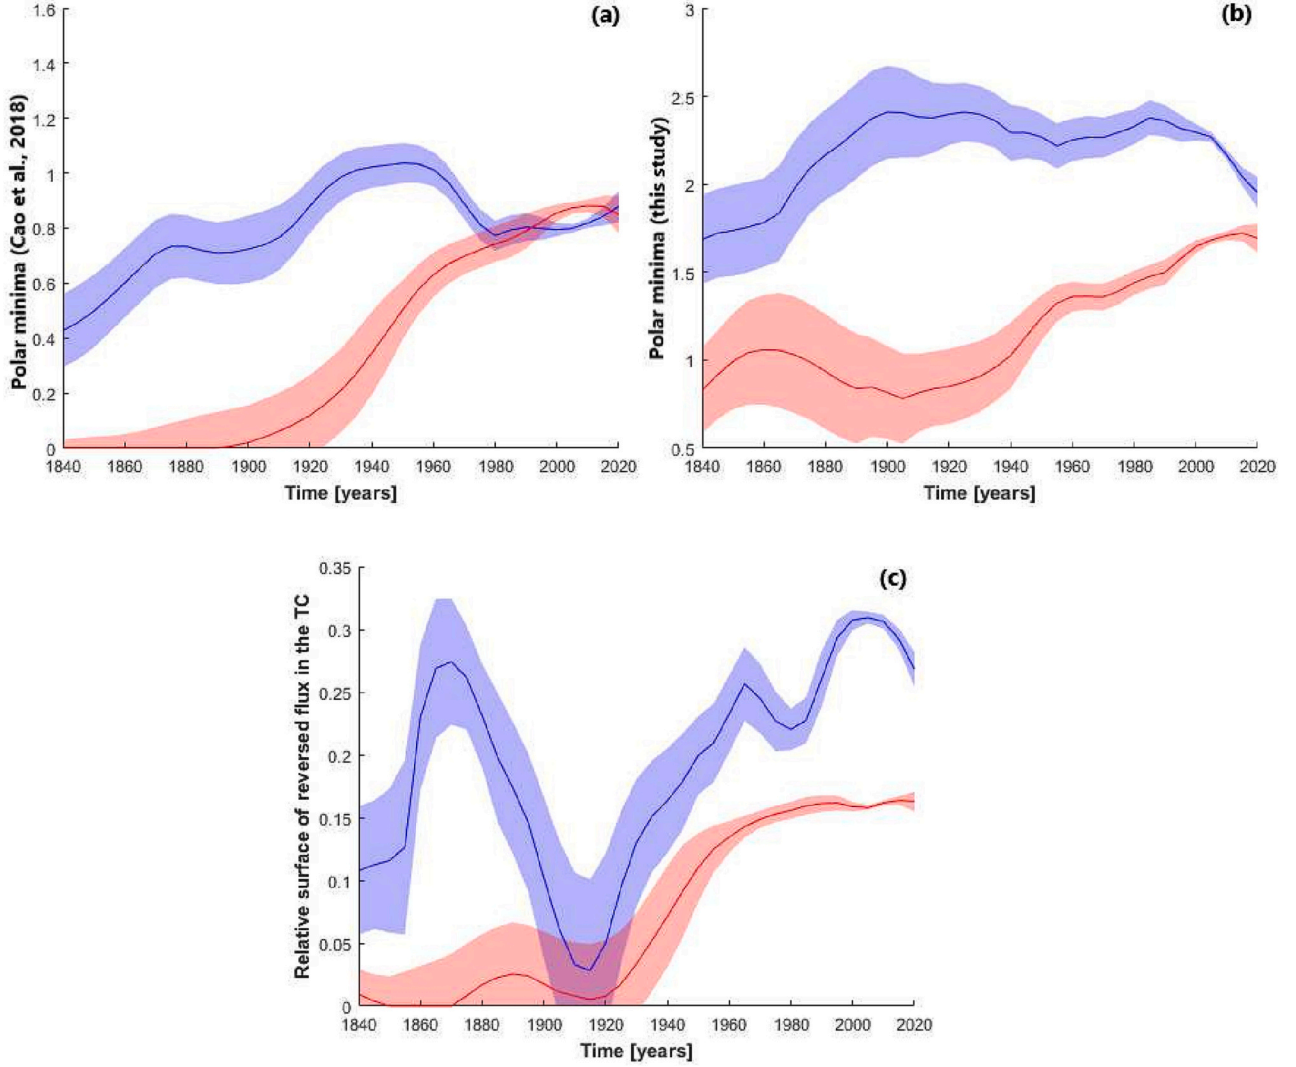 (a)
Polar minima (Cao et al., 2018)
1.6
1.4
1.2
1
0.8
0.6
0.4
0.2
0
1840 1860 1880 1900 1920 1940 1960 1980 2000 2020
Time [years]
(b)
Polar minima (this study)
3
2.5
2
1.5
1
0.5
1840 1860 1880 1900 1920 1940 1960 1980 2000 2020
Time [years]
(c)
Relative surface of reversed flux in the TC
0.35
0.3
0.25
0.2
0.15
0.1
0.05
0
1840 1860 1880 1900 1920 1940 1960 1980 2000 2020
Time [years]